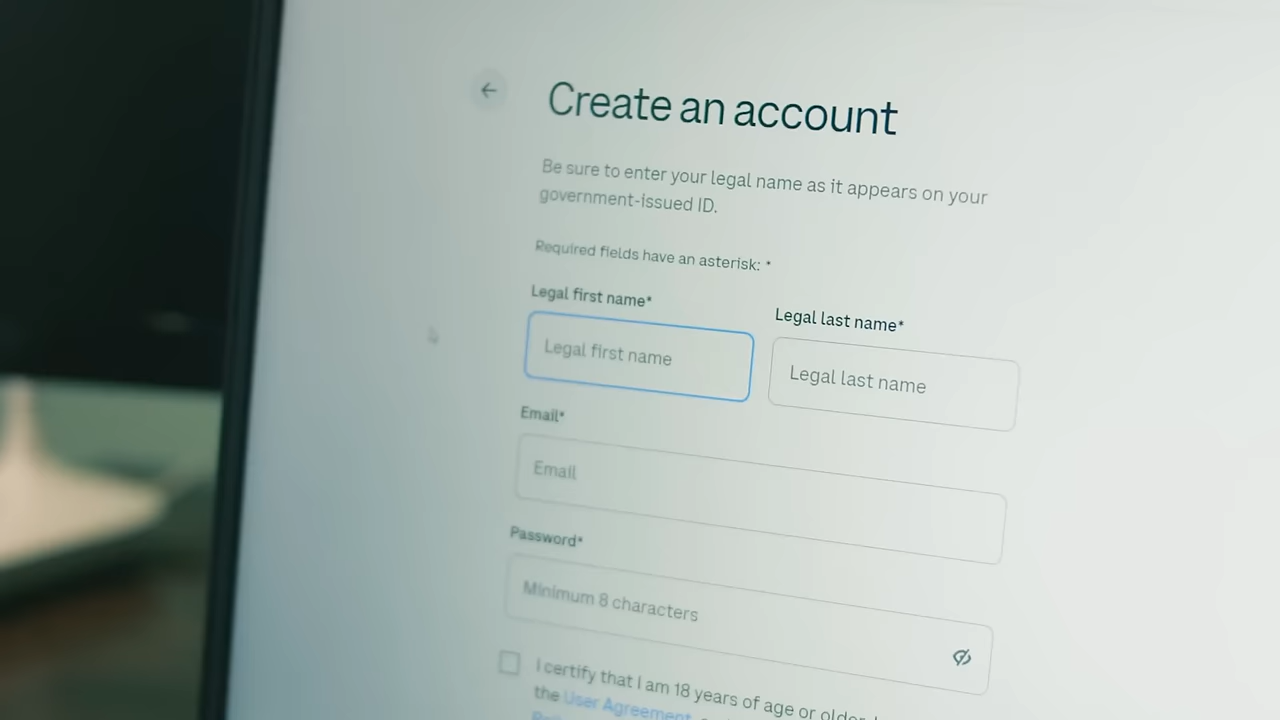 Create an account
Be sure to enter your legal name as it appears on your
government-issued ID.
Required fields have an asterisk: *
Legal first name*
Legal last name*
Legal first name
Legal last name
Email*
Email
Password*
Minimum 8 characters
I certify that I am 18 years of age or older,
the User Agreement,